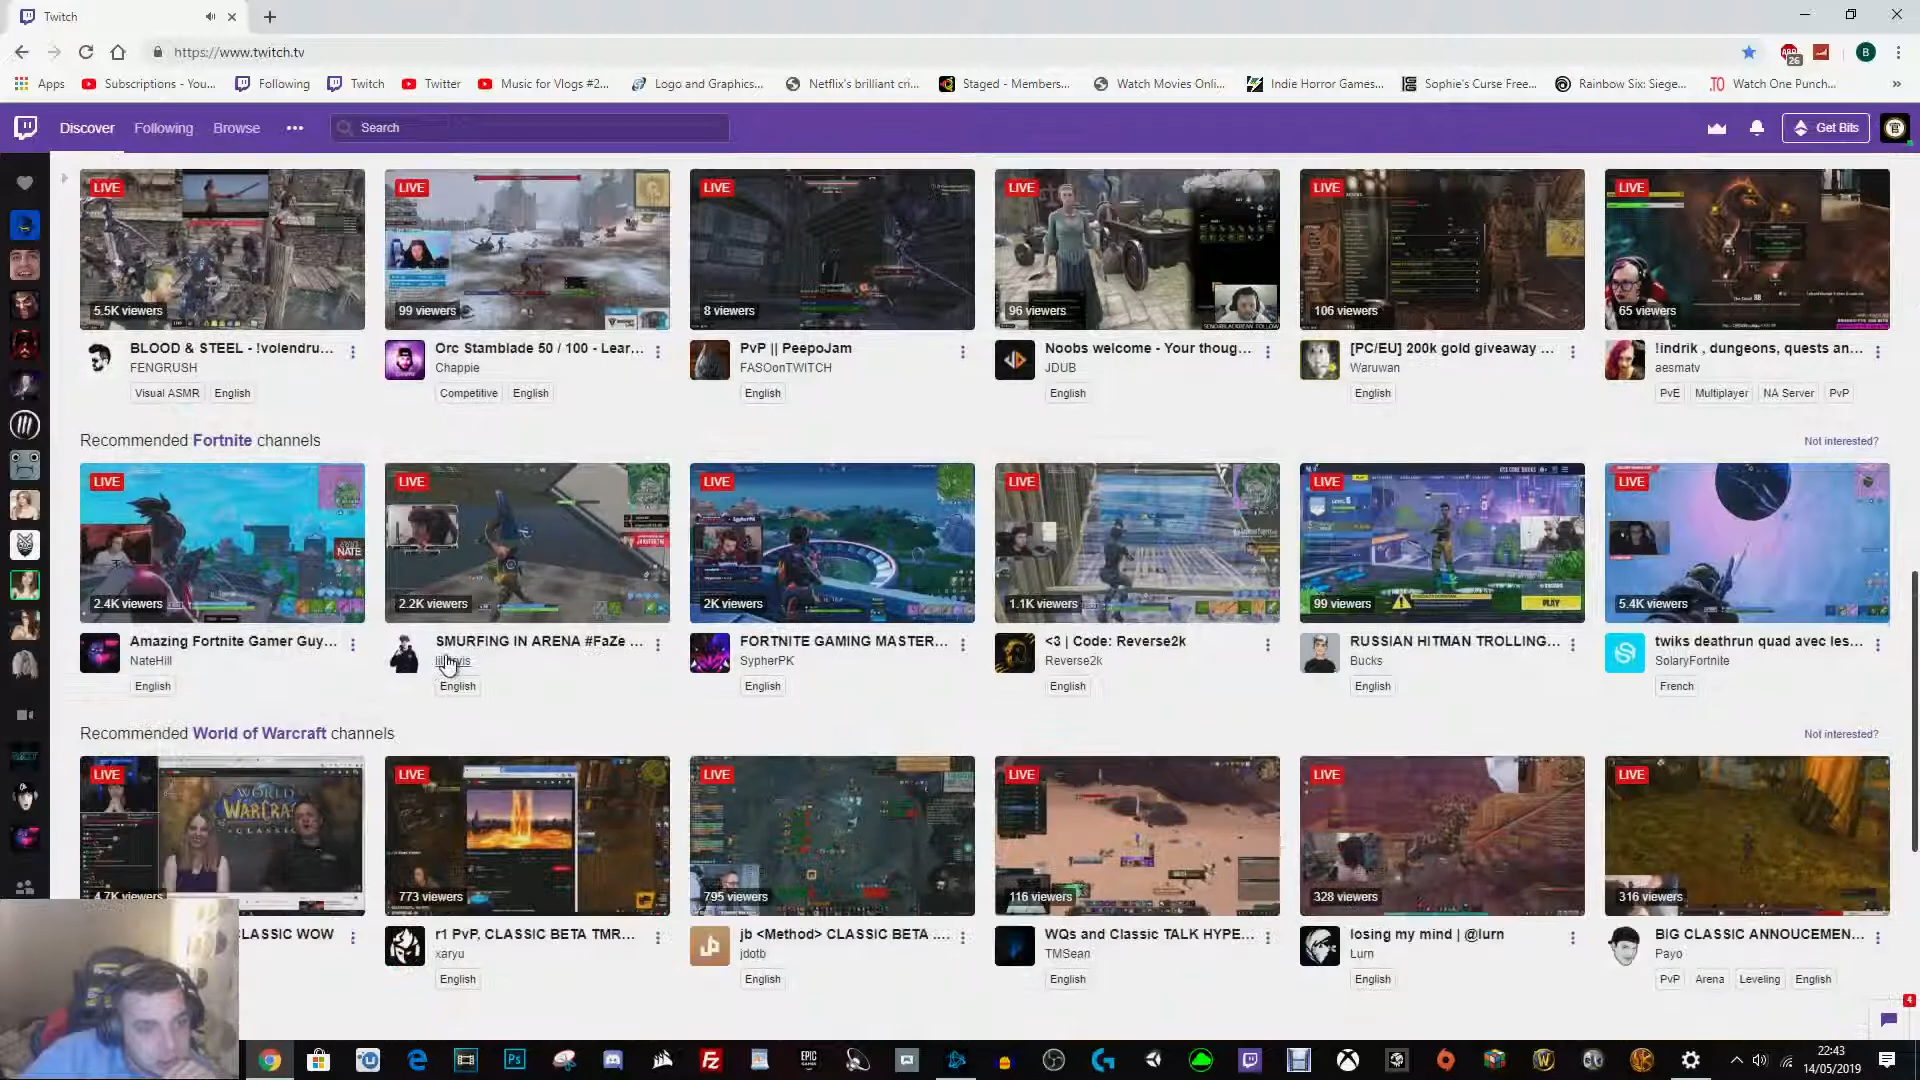 Twitch
https://www.twitch.tv
26
B
Apps
Subscriptions - You...
Following
Twitch
Twitter
Music for Vlogs #2...
Logo and Graphics...
Netflix's brilliant cri...
Staged - Members...
Watch Movies Onli...
Indie Horror Games...
Sophie's Curse Free...
Rainbow Six: Siege...
Watch One Punch...
Discover
Following
Browse
Search
Get Bits
LIVE
LIVE
LIVE
LIVE
LIVE
LIVE
5.5K viewers
99 viewers
8 viewers
96 viewers
106 viewers
65 viewers
BLOOD & STEEL - !volendru...
Orc Stamblade 50 / 100 - Lear...
PvP || PeepoJam
Noobs welcome - Your thoug...
[PC/EU] 200k gold giveaway ...
!indrik , dungeons, quests an...
FENGRUSH
Chappie
FASOonTWITCH
JDUB
Waruwan
aesmatv
Visual ASMR
English
Competitive
English
English
English
English
PvE
Multiplayer
NA Server
PvP
Recommended Fortnite channels
Not interested?
LIVE
LIVE
LIVE
LIVE
LIVE
LIVE
NATE
PLAY
2.4K viewers
2.2K viewers
2K viewers
1.1K viewers
99 viewers
5.4K viewers
Amazing Fortnite Gamer Guy...
SMURFING IN ARENA #FaZe ...
FORTNITE GAMING MASTER...
<3 | Code: Reverse2k
RUSSIAN HITMAN TROLLING...
twiks deathrun quad avec les...
NateHill
SypherPK
Reverse2k
Bucks
SolaryFortnite
English
English
English
English
English
French
Recommended World of Warcraft channels
Not interested?
LIVE
LIVE
LIVE
LIVE
LIVE
LIVE
WORLD
WARCRAFT
CLASSIC
4.7K viewers
773 viewers
795 viewers
116 viewers
328 viewers
316 viewers
CLASSIC WOW
r1 PvP, CLASSIC BETA TMR...
jb <Method> CLASSIC BETA ....
WQs and Classic TALK HYPE...
losing my mind | @lurn
BIG CLASSIC ANNOUCEMEN...
xaryu
jdotb
TMSean
Lurn
Payo
English
English
English
English
PvP
Arena
Leveling
English
4
22:43
14/05/2019